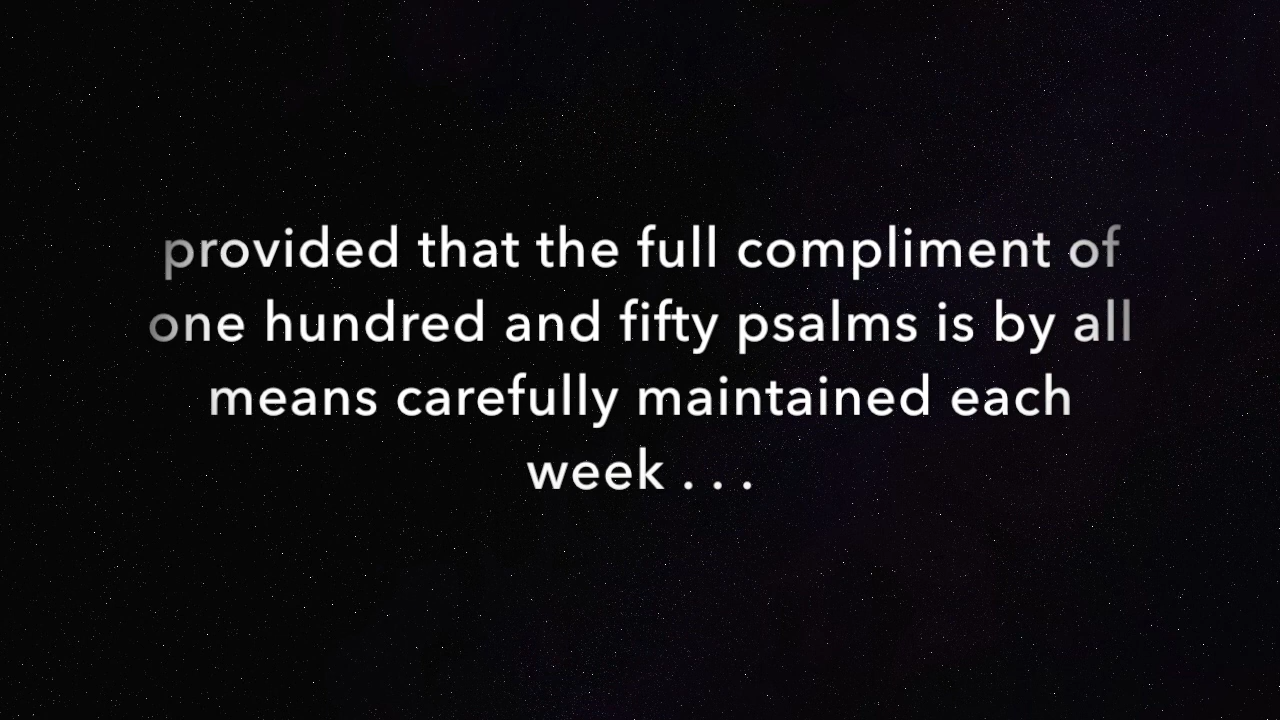 provided that the full compliment of
one hundred and fifty psalms is by all
means carefully maintained each
week . . .